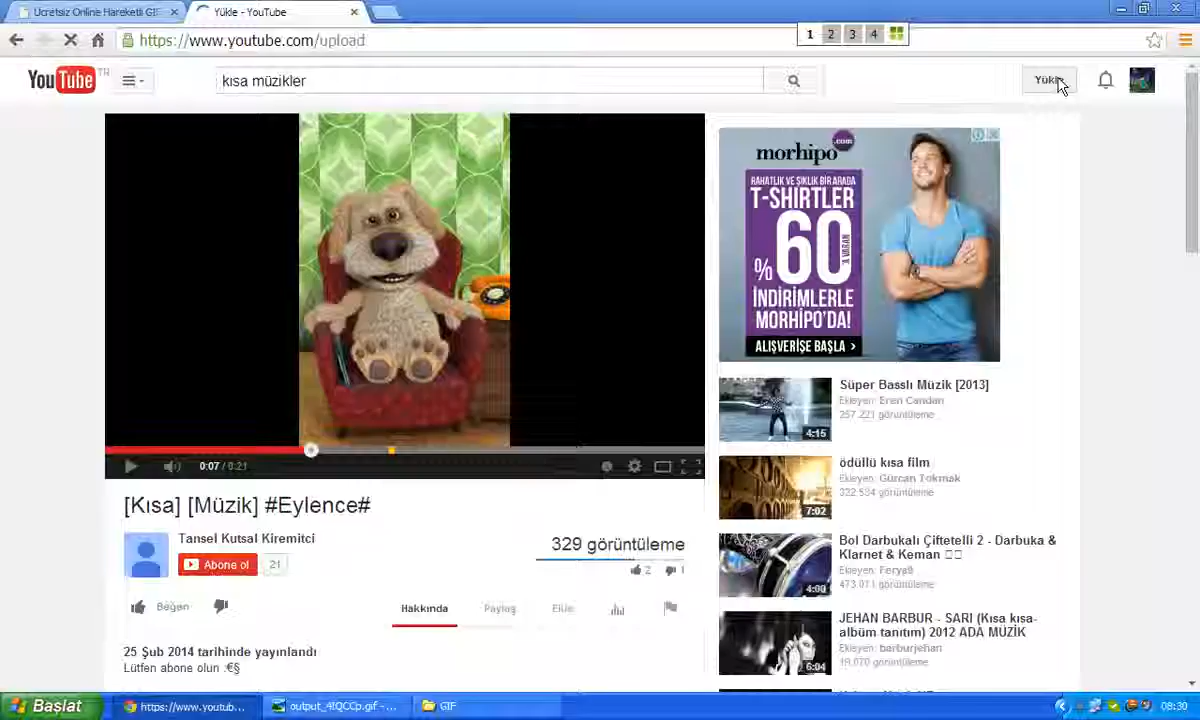 Ücretsiz Online Hareketli GIF
Yükle - YouTube
https://www.youtube.com/upload
1 2 3 4
YouTube TR
kısa müzikler
Yükle
morhipo.com
RAHATLIK VE ŞIKLIK BİR ARADA
T-SHIRTLER
%60
'A VARAN
İNDİRİMLERLE
MORHİPO'DA!
ALIŞVERİŞE BAŞLA >
0:07 / 0:21
[Kısa] [Müzik] #Eylence#
Tansel Kutsal Kiremitci
Abone ol 21
329 görüntüleme
2 1
Beğen
Hakkında Paylaş Ekle
25 Şub 2014 tarihinde yayınlandı
Lütfen abone olun :€§
Süper Basslı Müzik [2013]
Ekleyen: Eren Candan
257.221 görüntüleme
4:15
ödüllü kısa film
Ekleyen: Gürcan Tokmak
322.534 görüntüleme
7:02
Bol Darbukalı Çiftetelli 2 - Darbuka &
Klarnet & Keman
Ekleyen: Ferya9
473.011 görüntüleme
4:00
JEHAN BARBUR - SARI (Kısa kısa-
albüm tanıtım) 2012 ADA MÜZİK
Ekleyen: barburjehan
19.070 görüntüleme
6:04
Başlat
https://www.youtub...
output_4IQCCp.gif - ...
GIF
08:30